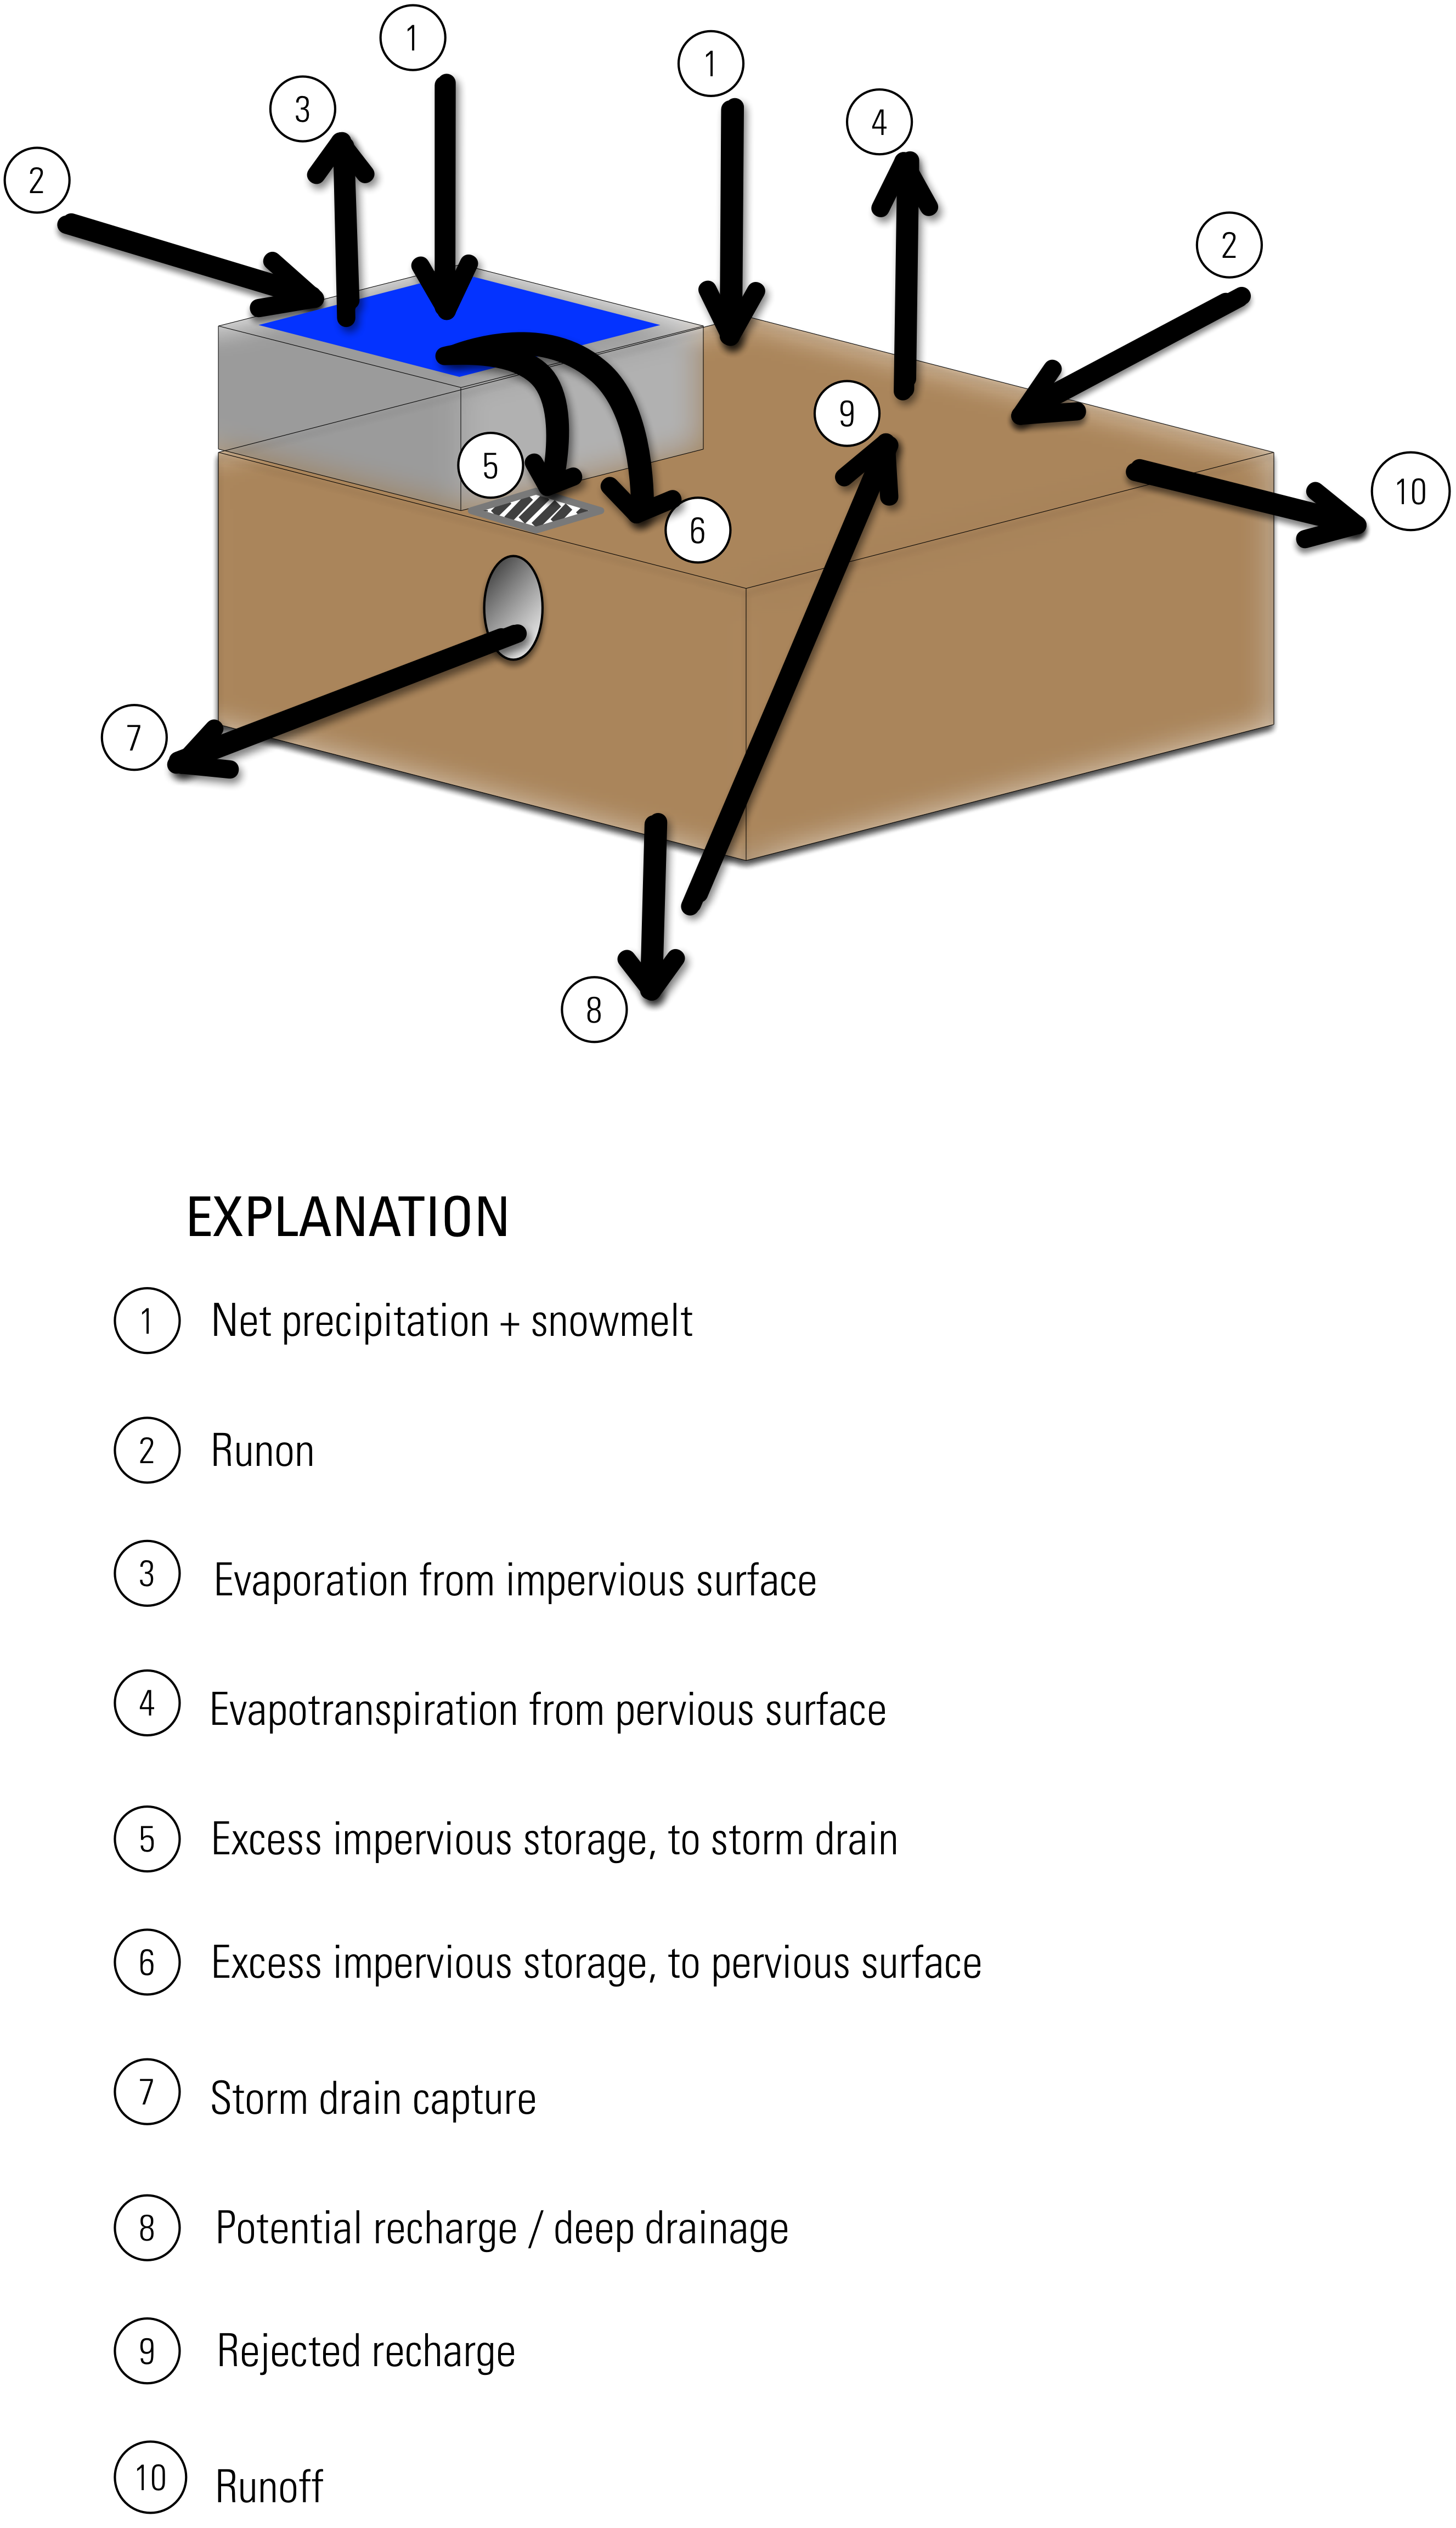 1
1
3
4
2
2
9
5
10
6
7
8
EXPLANATION
1 Net precipitation + snowmelt
2 Runon
3 Evaporation from impervious surface
4 Evapotranspiration from pervious surface
5 Excess impervious storage, to storm drain
6 Excess impervious storage, to pervious surface
7 Storm drain capture
8 Potential recharge / deep drainage
9 Rejected recharge
10 Runoff